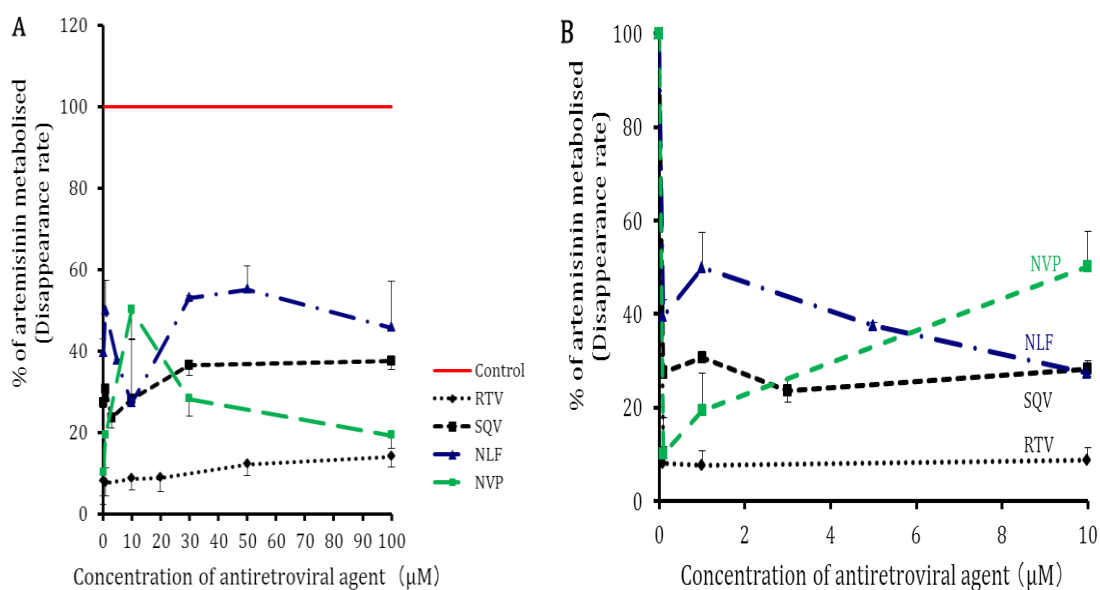 A
% of artemisinin metabolised
(Disappearance rate)
120
100
80
60
40
20
0
0 10 20 30 40 50 60 70 80 90 100
Concentration of antiretroviral agent (μM)
Control
RTV
SQV
NLF
NVP
B
% of artemisinin metabolised
(Disappearance rate)
100
80
60
40
20
0
0 2 4 6 8 10
NVP
NLF
SQV
RTV
Concentration of antiretroviral agent (μM)